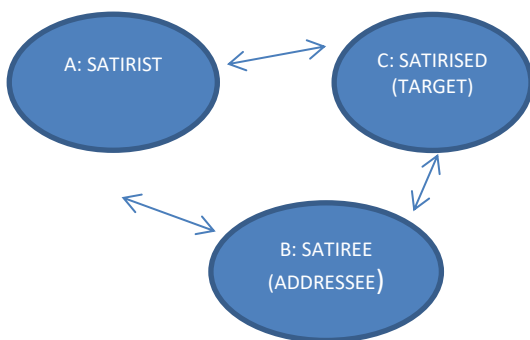 A: SATIRIST
C: SATIRISED
(TARGET)
B: SATIREE
(ADDRESSEE)